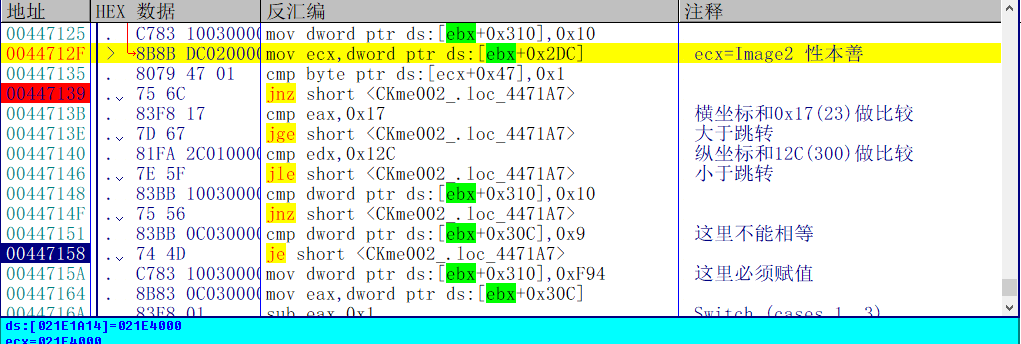 地址 HEX 数据 反汇编 注释
00447125 . C783 10030000 mov dword ptr ds:[ebx+0x310],0x10
0044712F > 8B8B DC020000 mov ecx,dword ptr ds:[ebx+0x2DC] ecx=Image2 性本善
00447135 . 8079 47 01 cmp byte ptr ds:[ecx+0x47],0x1
00447139 . 75 6C jnz short <CKme002_.loc_4471A7>
0044713B . 83F8 17 cmp eax,0x17 横坐标和0x17(23)做比较
0044713E . 7D 67 jge short <CKme002_.loc_4471A7> 大于跳转
00447140 . 81FA 2C010000 cmp edx,0x12C 纵坐标和12C(300)做比较
00447146 . 7E 5F jle short <CKme002_.loc_4471A7> 小于跳转
00447148 . 83BB 10030000 cmp dword ptr ds:[ebx+0x310],0x10
0044714F . 75 56 jnz short <CKme002_.loc_4471A7>
00447151 . 83BB 0C030000 cmp dword ptr ds:[ebx+0x30C],0x9 这里不能相等
00447158 . 74 4D je short <CKme002_.loc_4471A7>
0044715A . C783 10030000 mov dword ptr ds:[ebx+0x310],0xF94 这里必须赋值
00447164 . 8B83 0C030000 mov eax,dword ptr ds:[ebx+0x30C]
0044716A . 83E8 01 sub eax,0x1 Switch (cases 1..3)
ds:[021E1A14]=021E4000
ecx=021E4000